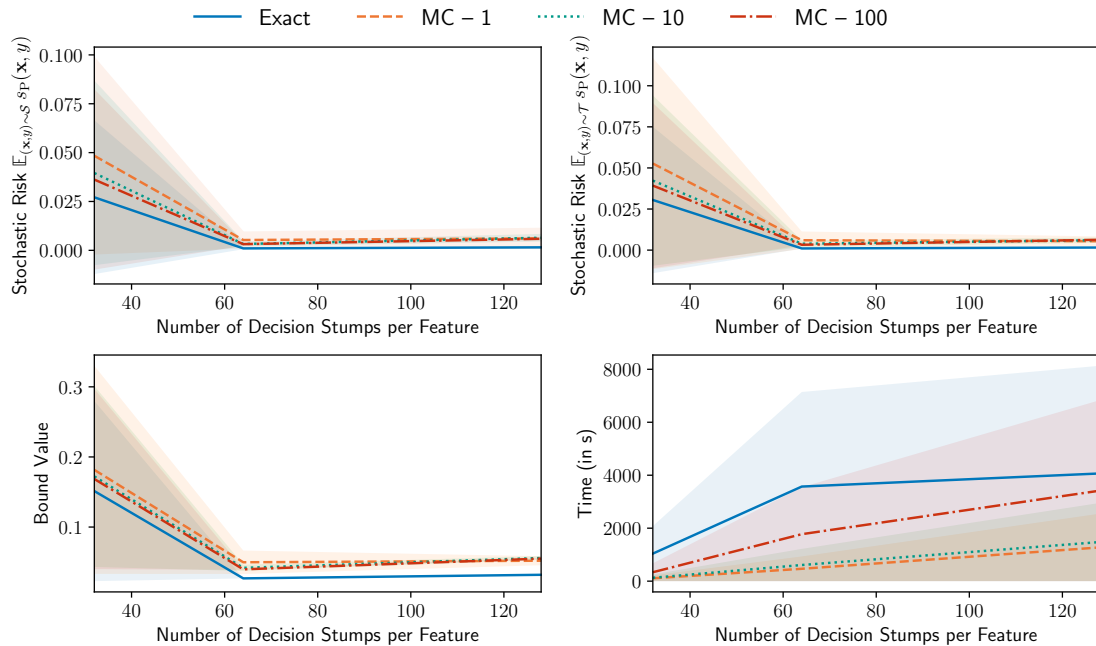 Exact MC – 1 MC – 10 MC – 100
Stochastic Risk 𝔼₍𝐱,𝑦₎∼𝒮 𝑠P(𝐱, 𝑦)
0.100
0.075
0.050
0.025
0.000
40 60 80 100 120
Number of Decision Stumps per Feature
Stochastic Risk 𝔼₍𝐱,𝑦₎∼𝒯 𝑠P(𝐱, 𝑦)
0.100
0.075
0.050
0.025
0.000
40 60 80 100 120
Number of Decision Stumps per Feature
Bound Value
0.3
0.2
0.1
40 60 80 100 120
Number of Decision Stumps per Feature
Time (in s)
8000
6000
4000
2000
0
40 60 80 100 120
Number of Decision Stumps per Feature